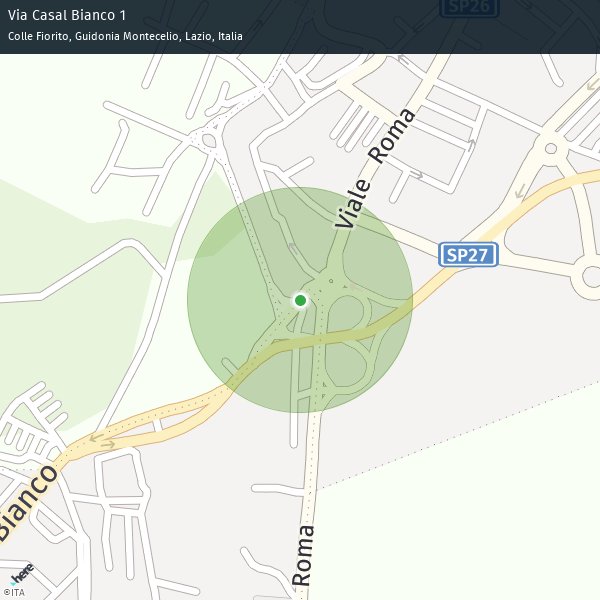 Via Casal Bianco 1
Colle Fiorito, Guidonia Montecelio, Lazio, Italia
SP26
Viale Roma
SP27
Bianco
Roma
here
©ITA